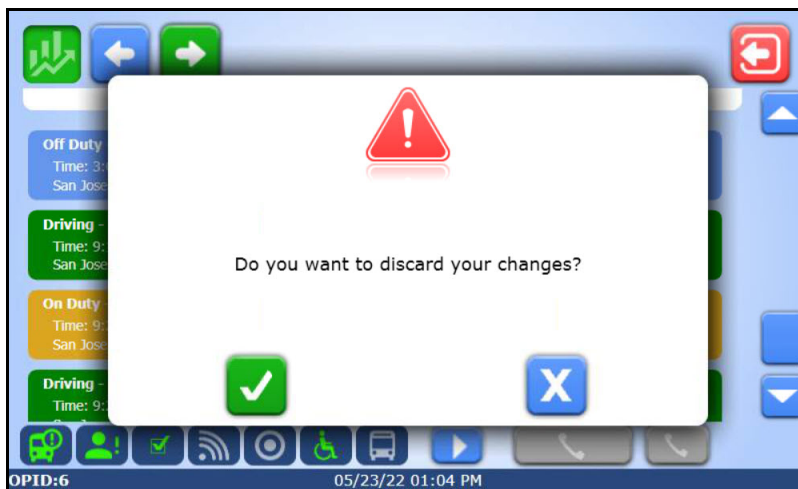 Off Duty
Time: 3:
San Jose
Driving -
Time: 9:
San Jose
Do you want to discard your changes?
On Duty -
Time: 9:
San Jose
Driving -
Time: 9:
X
OPID:6
05/23/22 01:04 PM